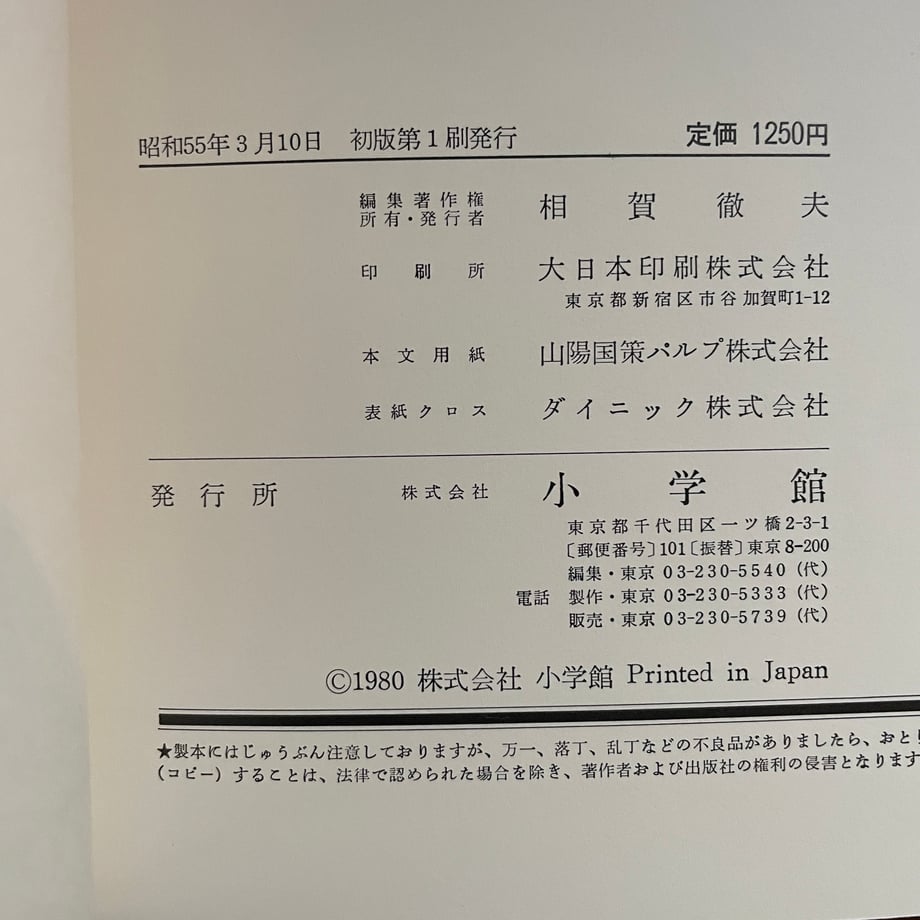 昭和55年3月10日　初版第1刷発行　定価 1250円
編集著作権
所有・発行者　相賀徹夫
印刷所　大日本印刷株式会社
東京都新宿区市谷加賀町1-12
本文用紙　山陽国策パルプ株式会社
表紙クロス　ダイニック株式会社
発行所　株式会社　小学館
東京都千代田区一ツ橋2-3-1
〔郵便番号〕101〔振替〕東京8-200
編集・東京 03-230-5540（代）
電話　製作・東京 03-230-5333（代）
販売・東京 03-230-5739（代）
©1980 株式会社 小学館 Printed in Japan
★製本にはじゅうぶん注意しておりますが、万一、落丁、乱丁などの不良品がありましたら、おと
（コピー）することは、法律で認められた場合を除き、著作者および出版社の権利の侵害となります